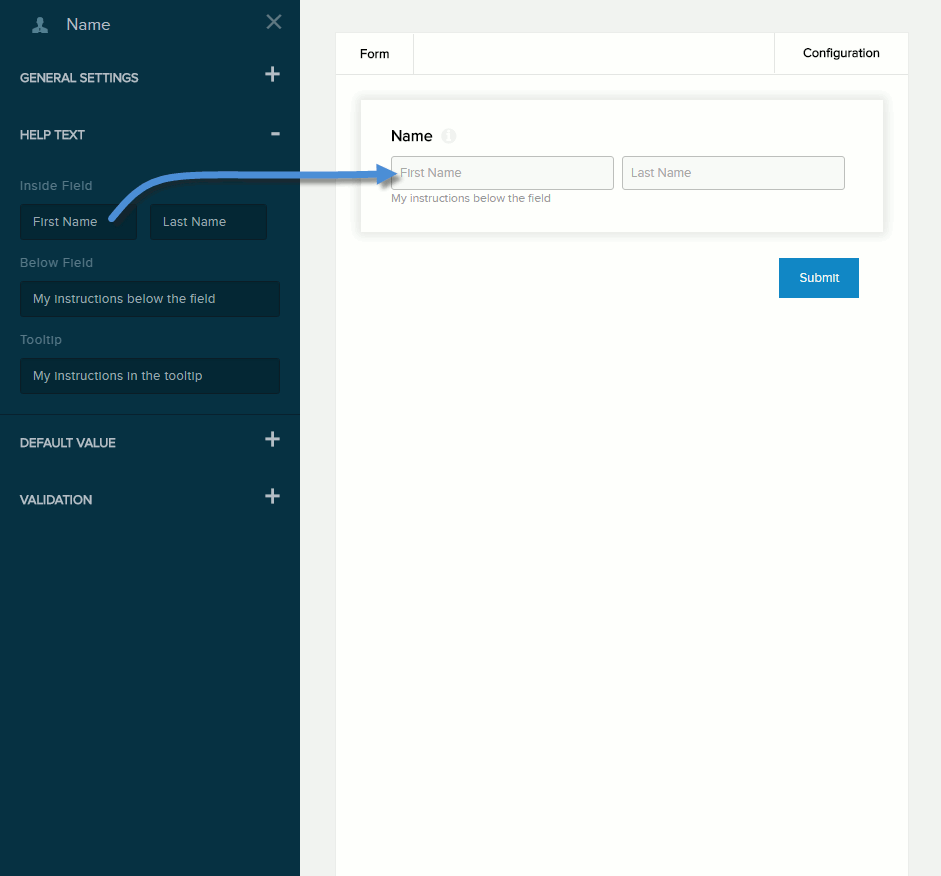 Name
GENERAL SETTINGS
HELP TEXT
Inside Field
First Name
Last Name
Below Field
My instructions below the field
Tooltip
My instructions in the tooltip
DEFAULT VALUE
VALIDATION
Form
Configuration
Name
First Name
Last Name
My instructions below the field
Submit